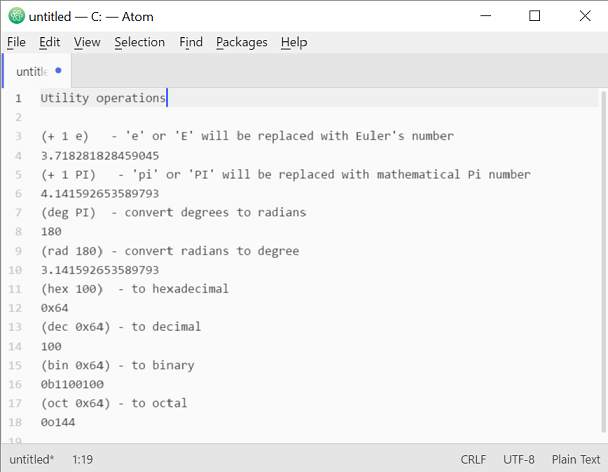 untitled — C: — Atom
File Edit View Selection Find Packages Help
untitle
1 Utility operations
2
3 (+ 1 e)   - 'e' or 'E' will be replaced with Euler's number
4 3.718281828459045
5 (+ 1 PI)   - 'pi' or 'PI' will be replaced with mathematical Pi number
6 4.141592653589793
7 (deg PI)  - convert degrees to radians
8 180
9 (rad 180) - convert radians to degree
10 3.141592653589793
11 (hex 100)  - to hexadecimal
12 0x64
13 (dec 0x64) - to decimal
14 100
15 (bin 0x64) - to binary
16 0b1100100
17 (oct 0x64) - to octal
18 0o144
19
untitled* 1:19 CRLF UTF-8 Plain Text